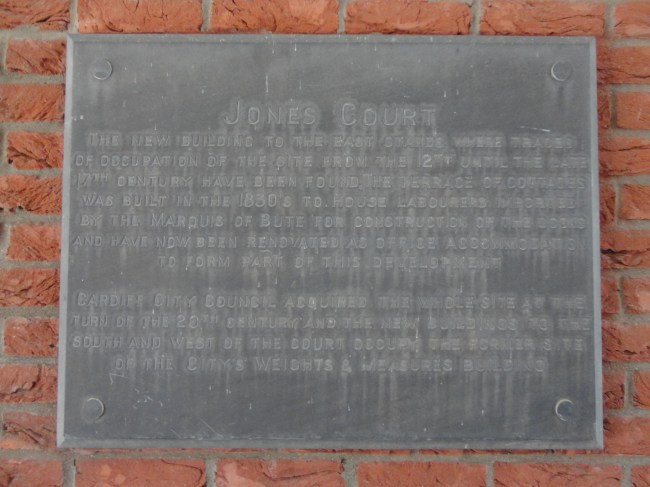 JONES COURT
THE NEW BUILDING TO THE EAST STANDS WHERE TRACES
OF OCCUPATION OF THE SITE FROM THE 12TH UNTIL THE LATE
17TH CENTURY HAVE BEEN FOUND. THE TERRACE OF COTTAGES
WAS BUILT IN THE 1830'S TO HOUSE LABOURERS IMPORTED
BY THE MARQUIS OF BUTE FOR CONSTRUCTION OF THE DOCKS
AND HAVE NOW BEEN RENOVATED AS OFFICE ACCOMMODATION
TO FORM PART OF THIS DEVELOPMENT
CARDIFF CITY COUNCIL ACQUIRED THE WHOLE SITE AT THE
TURN OF THE 20TH CENTURY AND THE NEW BUILDINGS TO THE
SOUTH AND WEST OF THE COURT OCCUPY THE FORMER SITE
OF THE CITY'S WEIGHTS & MEASURES BUILDING